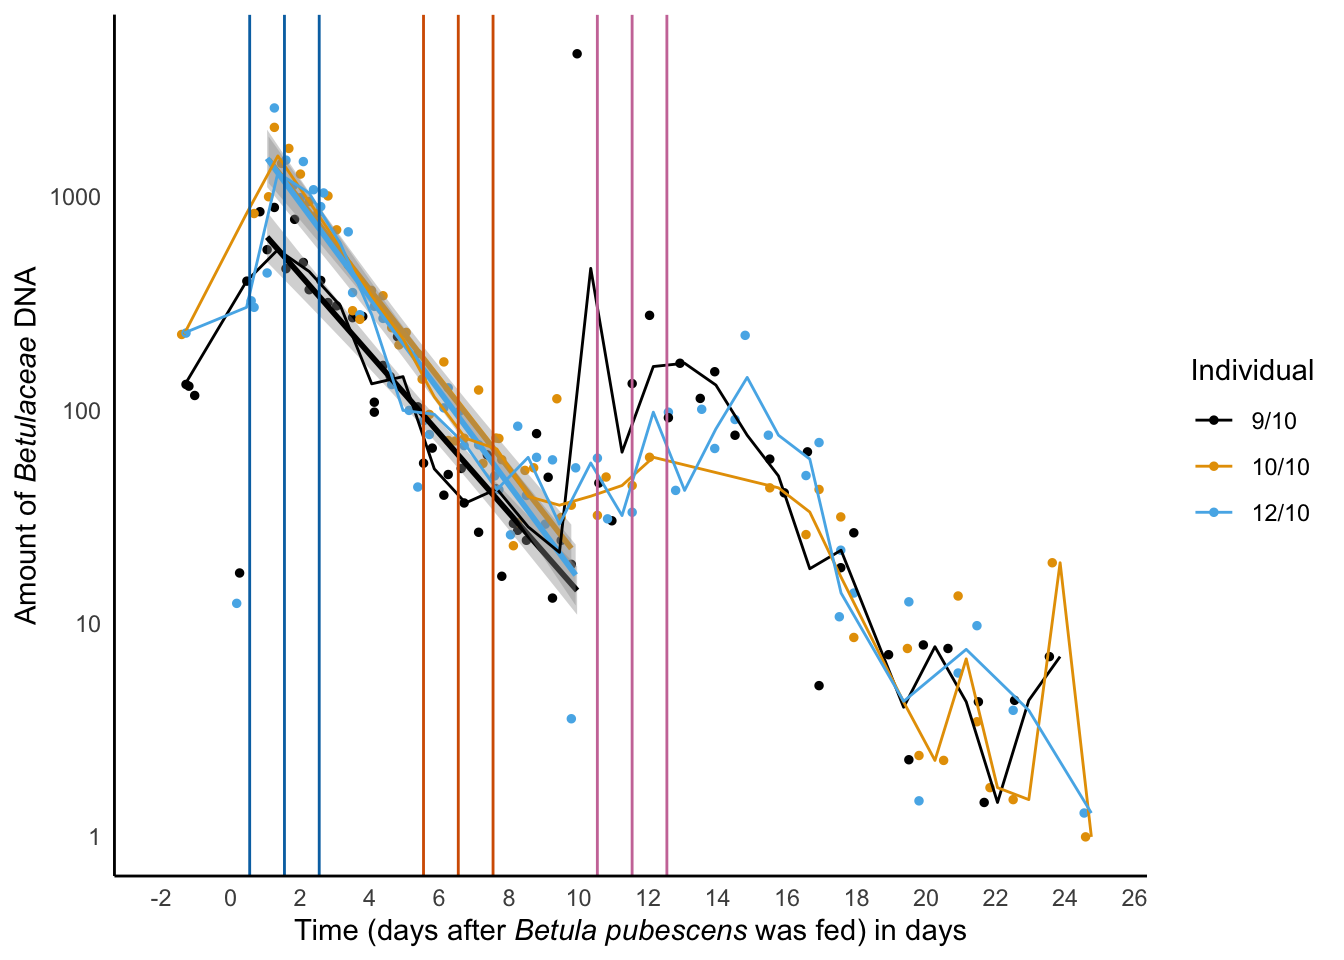 Amount of Betulaceae DNA
1000
100
10
1
-2 0 2 4 6 8 10 12 14 16 18 20 22 24 26
Time (days after Betula pubescens was fed) in days
Individual
9/10
10/10
12/10